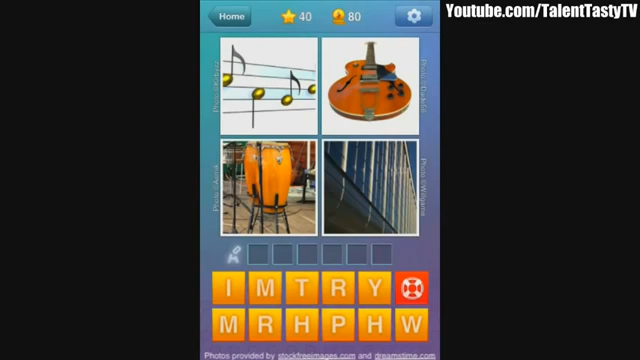 Youtube.com/TalentTastyTV
Home
40
80
I M T R Y
M R H P H W
Photos provided by stockfreeimages.com and dreamstime.com